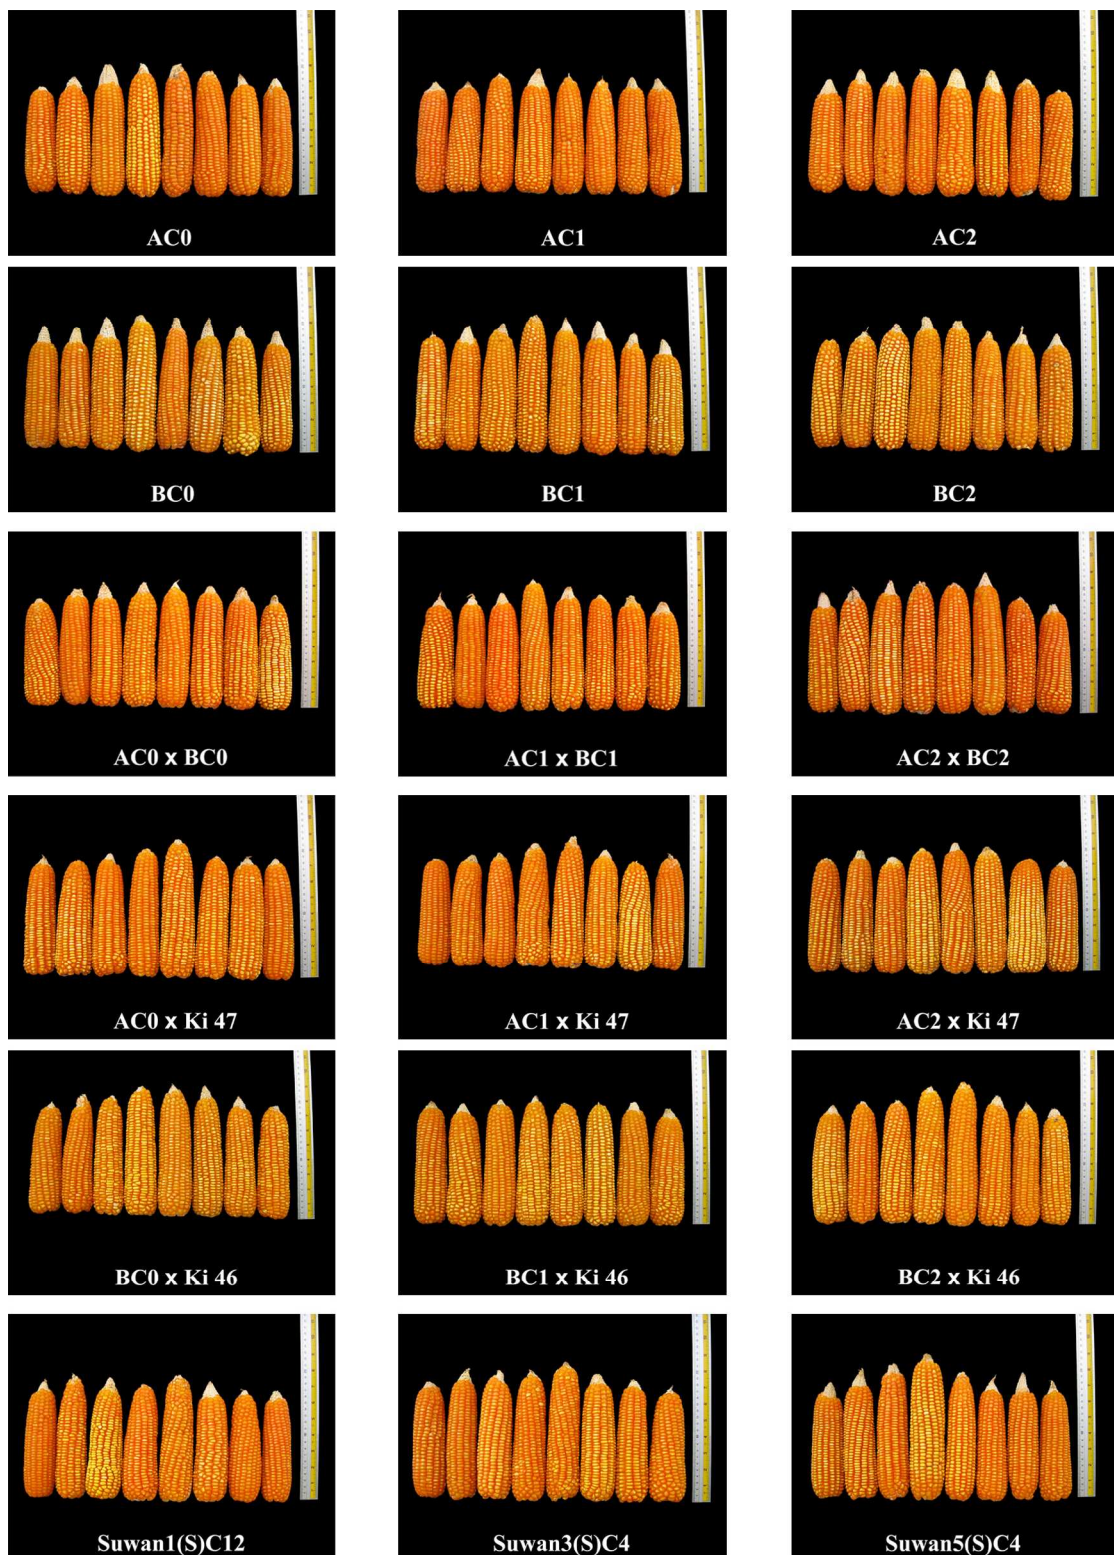 AC0
AC1
AC2
BC0
BC1
BC2
AC0 x BC0
AC1 x BC1
AC2 x BC2
AC0 x Ki 47
AC1 x Ki 47
AC2 x Ki 47
BC0 x Ki 46
BC1 x Ki 46
BC2 x Ki 46
Suwan1(S)C12
Suwan3(S)C4
Suwan5(S)C4